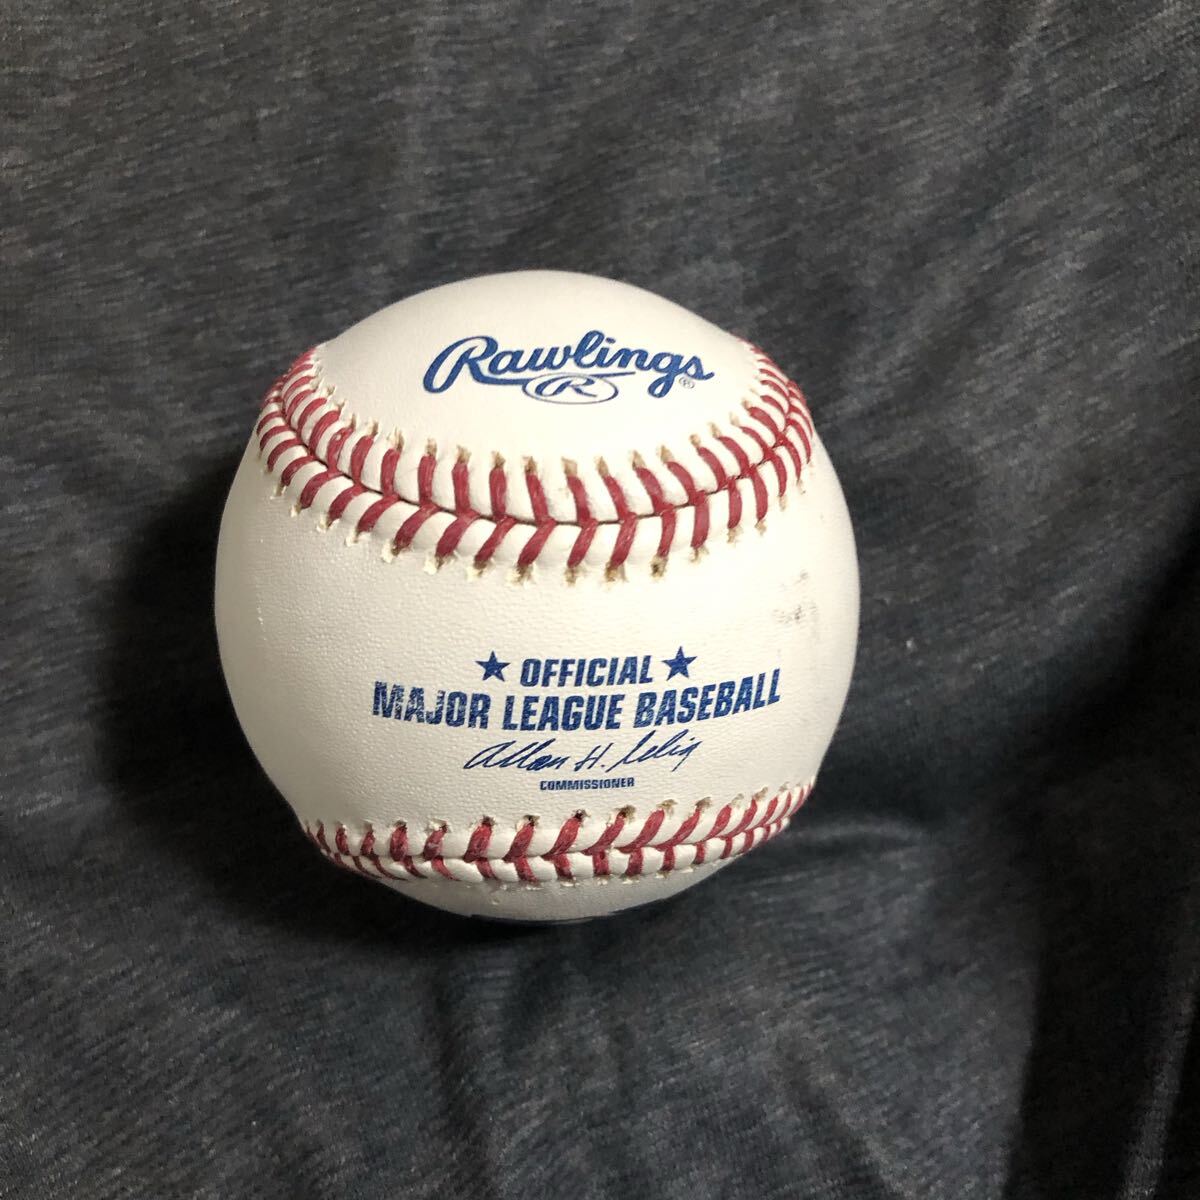 Rawlings ®
R
★ OFFICIAL ★
MAJOR LEAGUE BASEBALL
Allan H. Selig
COMMISSIONER